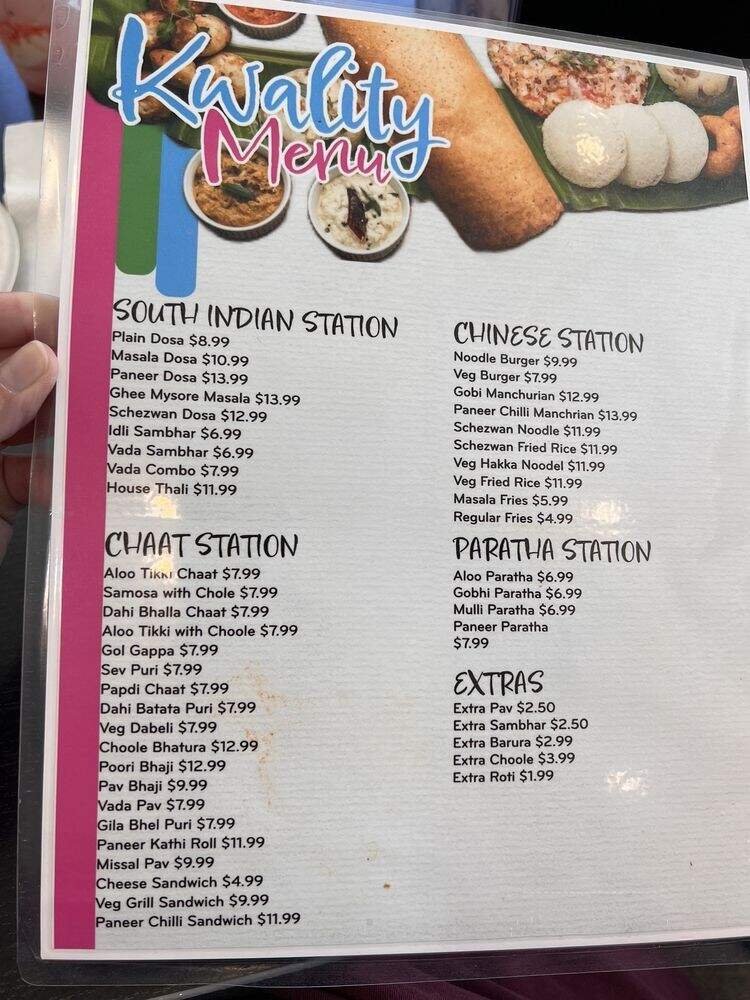 Kwality
Menu
SOUTH INDIAN STATION
Plain Dosa $8.99
Masala Dosa $10.99
Paneer Dosa $13.99
Ghee Mysore Masala $13.99
Schezwan Dosa $12.99
Idli Sambhar $6.99
Vada Sambhar $6.99
Vada Combo $7.99
House Thali $11.99
CHAAT STATION
Aloo Tikki Chaat $7.99
Samosa with Chole $7.99
Dahi Bhalla Chaat $7.99
Aloo Tikki with Choole $7.99
Gol Gappa $7.99
Sev Puri $7.99
Papdi Chaat $7.99
Dahi Batata Puri $7.99
Veg Dabeli $7.99
Choole Bhatura $12.99
Poori Bhaji $12.99
Pav Bhaji $9.99
Vada Pav $7.99
Gila Bhel Puri $7.99
Paneer Kathi Roll $11.99
Missal Pav $9.99
Cheese Sandwich $4.99
Veg Grill Sandwich $9.99
Paneer Chilli Sandwich $11.99
CHINESE STATION
Noodle Burger $9.99
Veg Burger $7.99
Gobi Manchurian $12.99
Paneer Chilli Manchrian $13.99
Schezwan Noodle $11.99
Schezwan Fried Rice $11.99
Veg Hakka Noodel $11.99
Veg Fried Rice $11.99
Masala Fries $5.99
Regular Fries $4.99
PARATHA STATION
Aloo Paratha $6.99
Gobhi Paratha $6.99
Mulli Paratha $6.99
Paneer Paratha
$7.99
EXTRAS
Extra Pav $2.50
Extra Sambhar $2.50
Extra Barura $2.99
Extra Choole $3.99
Extra Roti $1.99